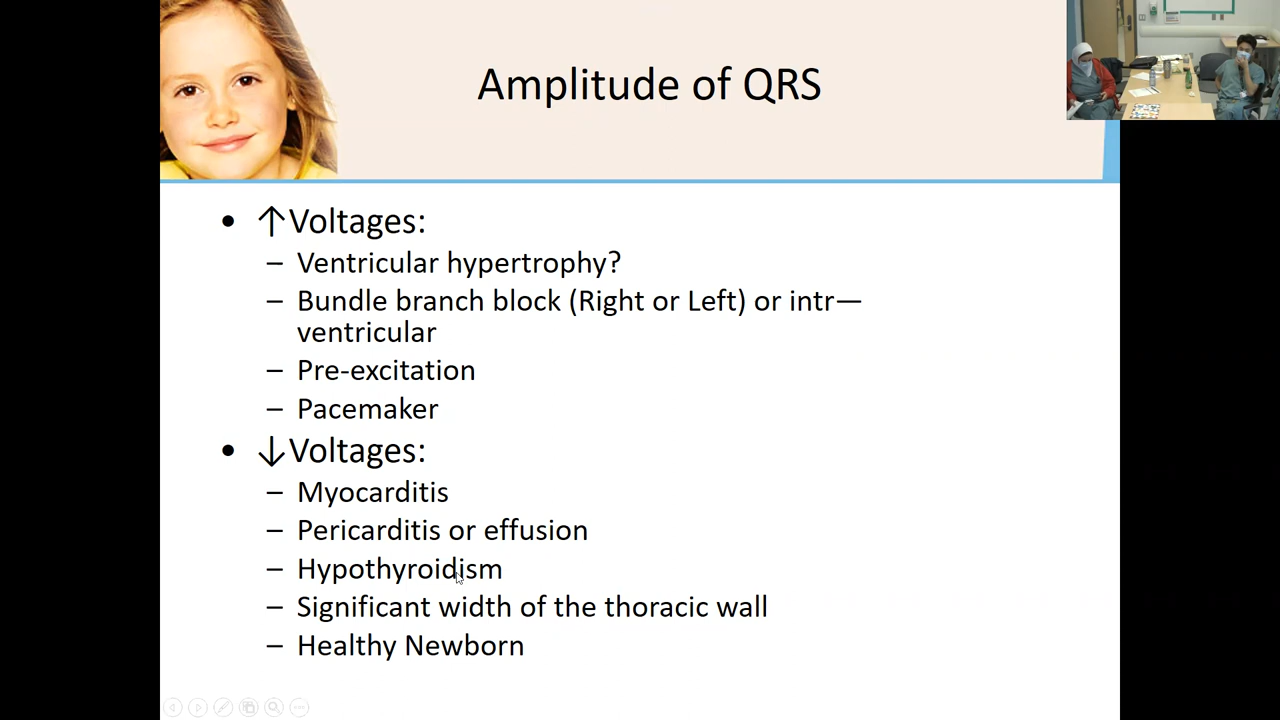 Amplitude of QRS
• ↑Voltages:
– Ventricular hypertrophy?
– Bundle branch block (Right or Left) or intr—
ventricular
– Pre-excitation
– Pacemaker
• ↓Voltages:
– Myocarditis
– Pericarditis or effusion
– Hypothyroidism
– Significant width of the thoracic wall
– Healthy Newborn